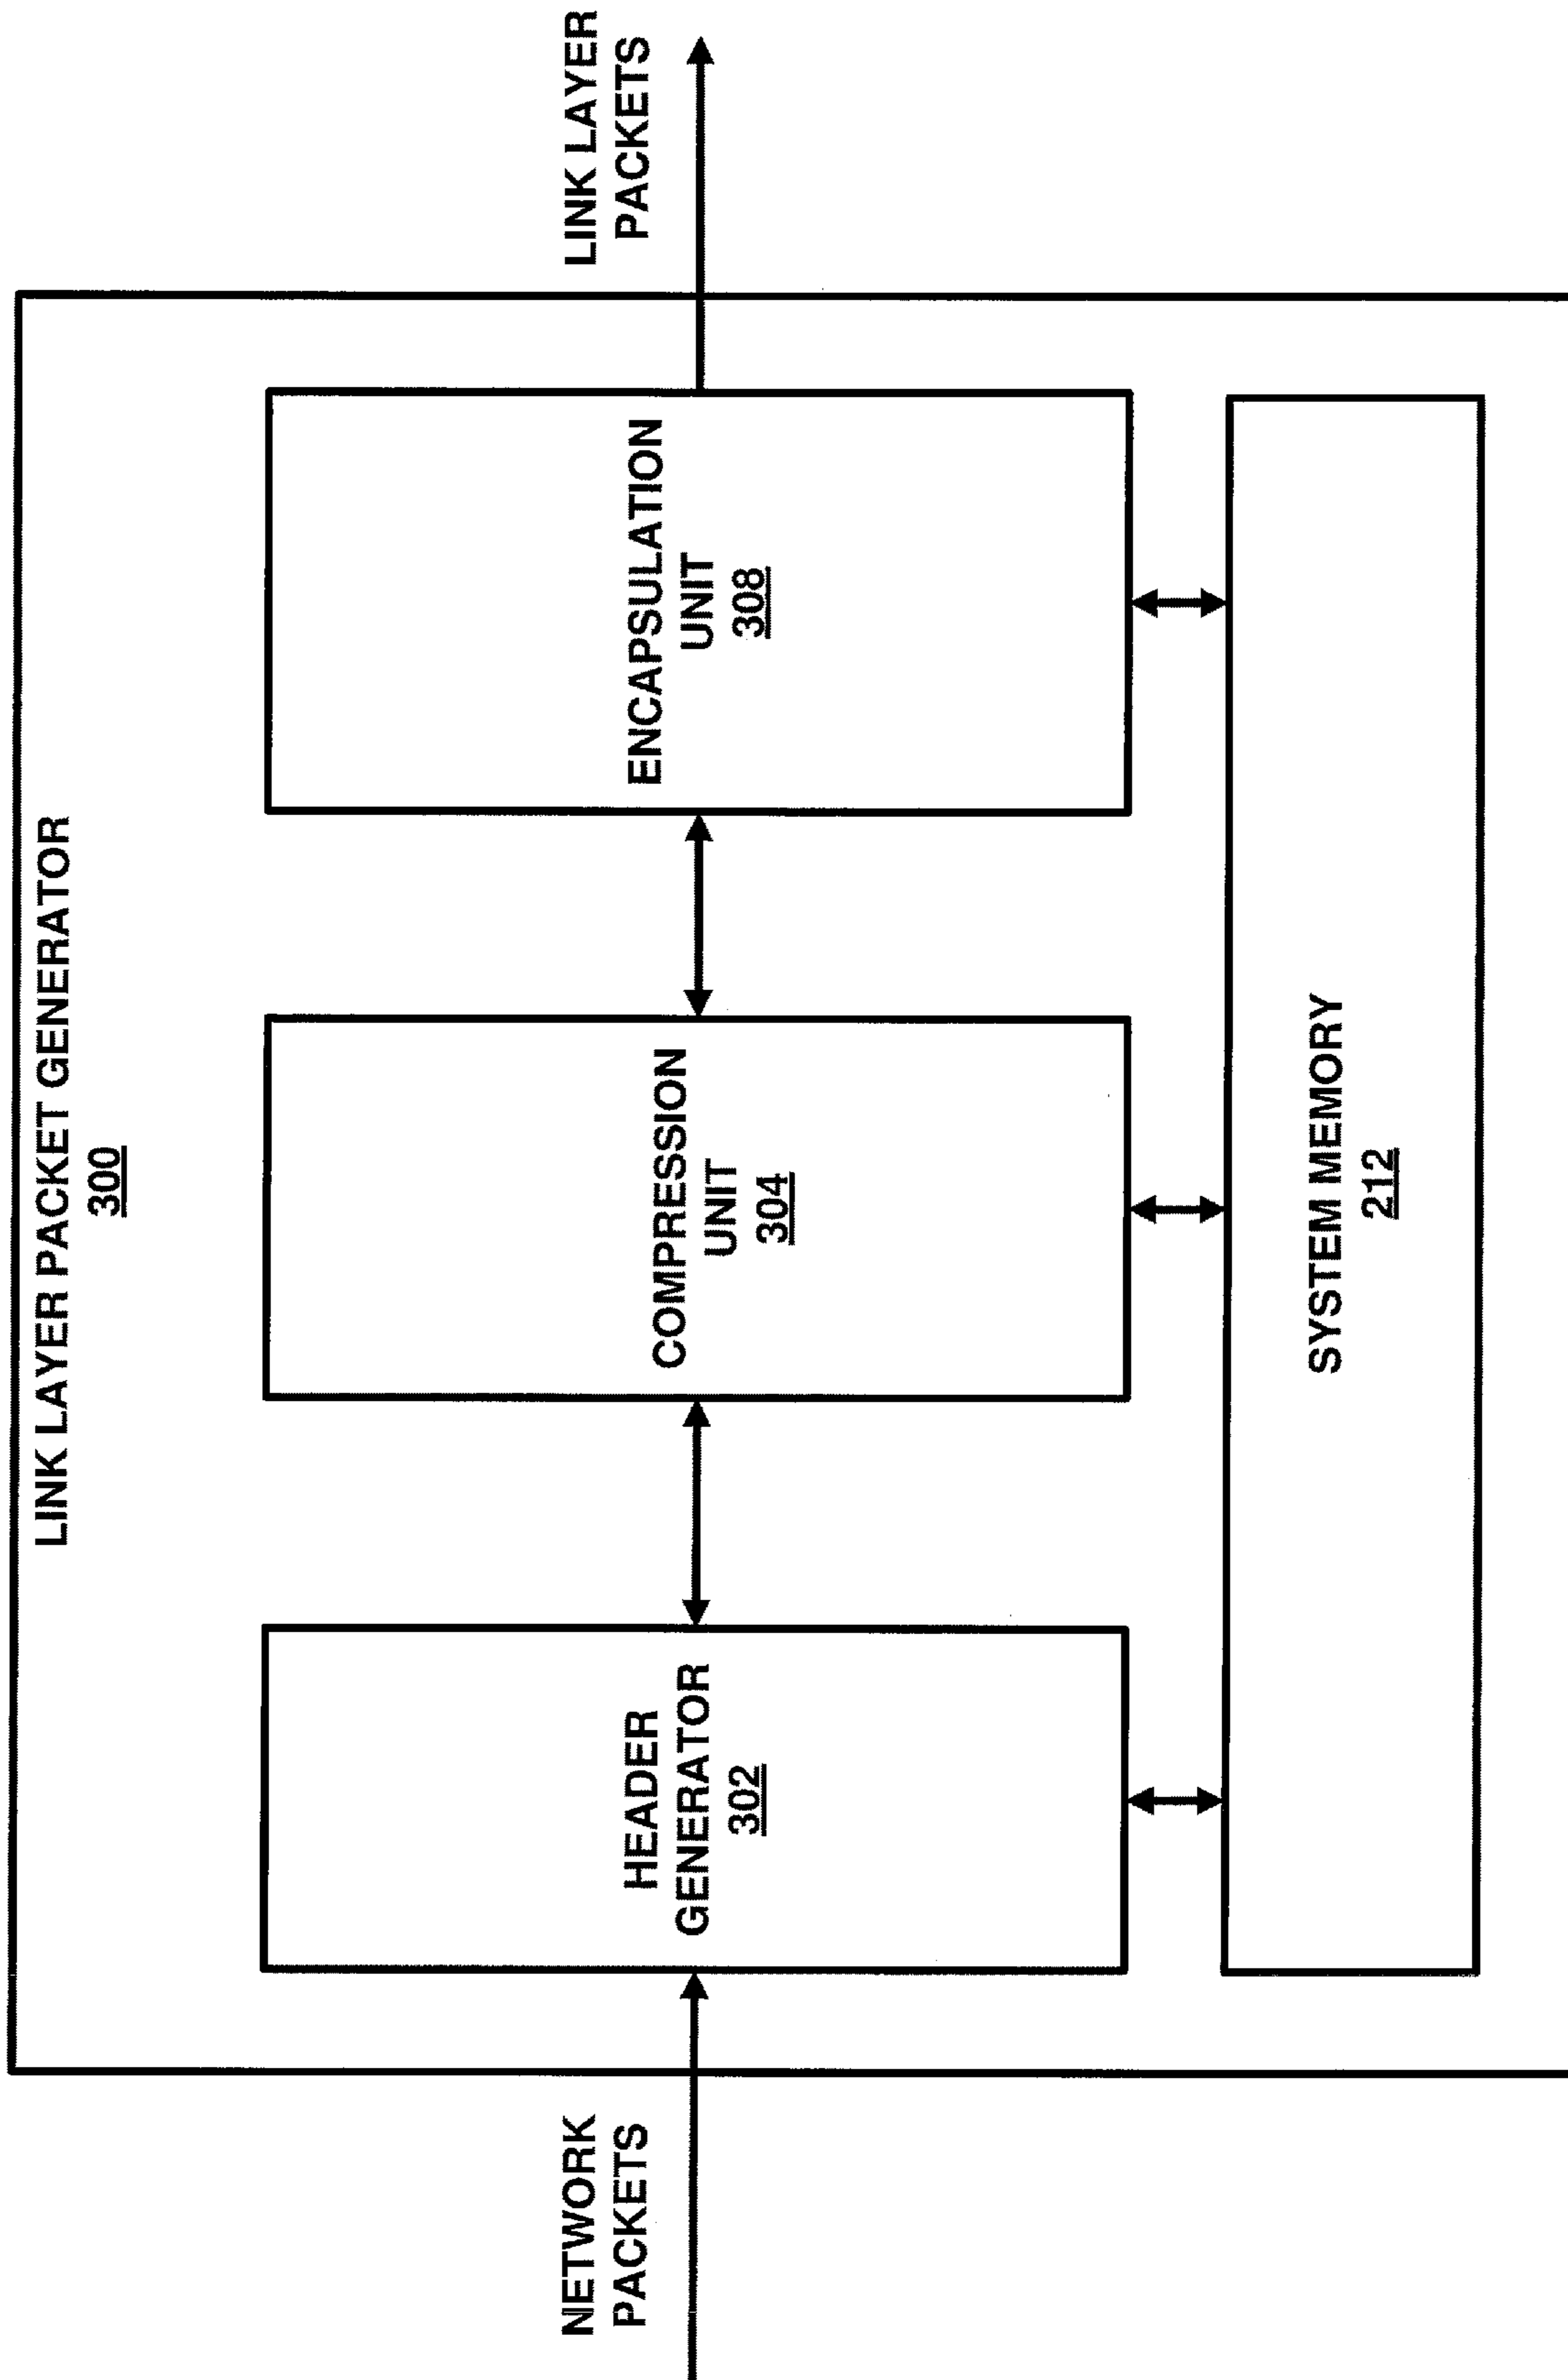 LINK LAYER PACKET GENERATOR
300
NETWORK
PACKETS
HEADER
GENERATOR
302
COMPRESSION
UNIT
304
ENCAPSULATION
UNIT
308
LINK LAYER
PACKETS
SYSTEM MEMORY
212